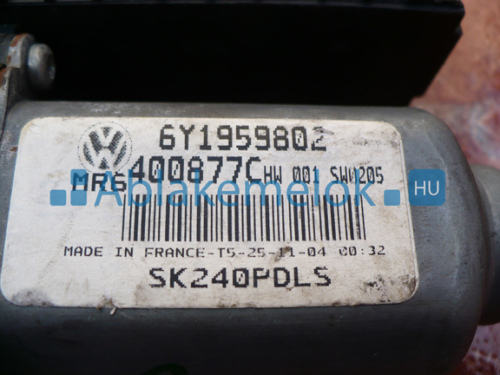 6Y1959802
MR6 400877C HW 001 SW0205
Ablakemelok.HU
MADE IN FRANCE-T5-25-11-04 00:32
SK240PDLS